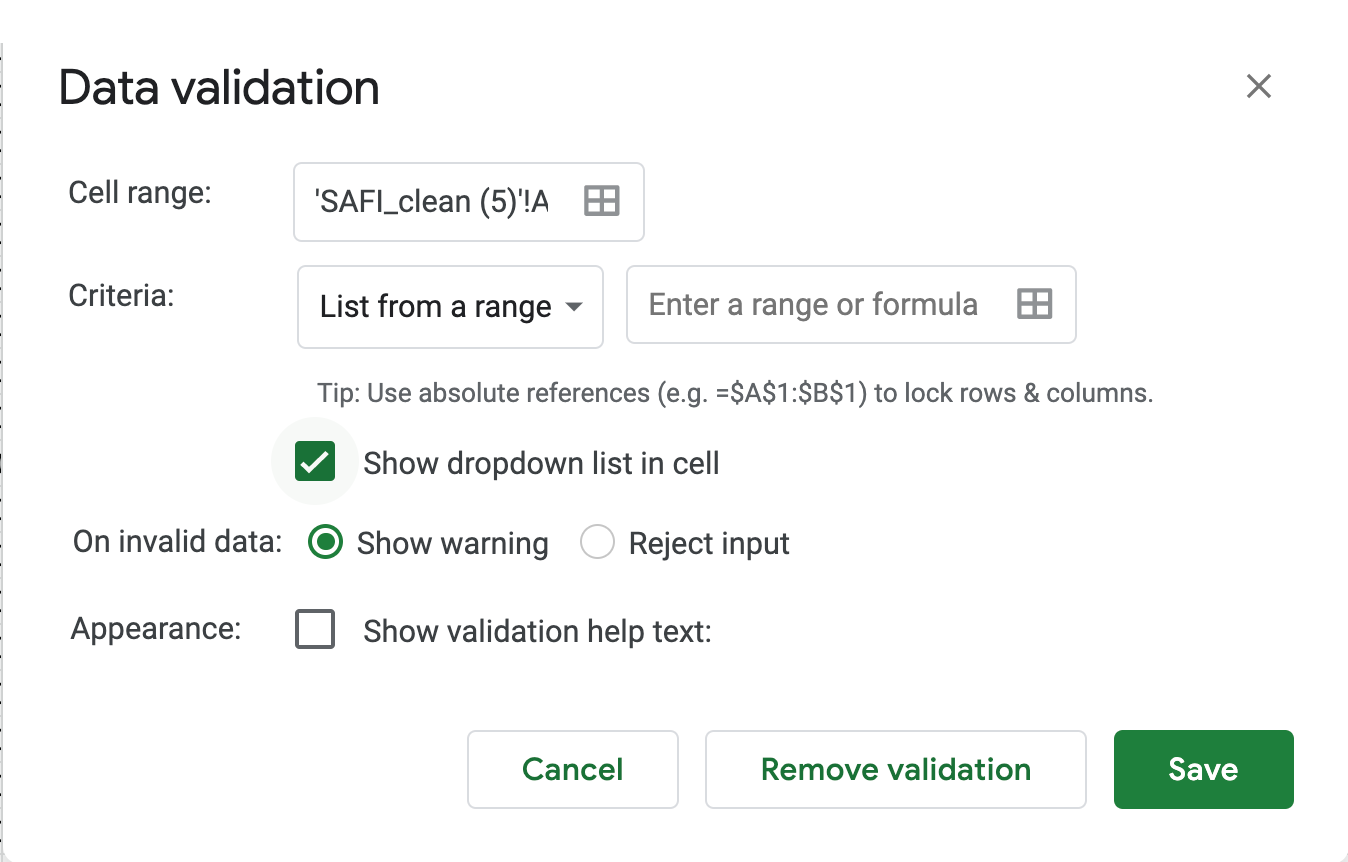 Data validation
Cell range: 'SAFI_clean (5)'!A
Criteria: List from a range Enter a range or formula
Tip: Use absolute references (e.g. =$A$1:$B$1) to lock rows & columns.
Show dropdown list in cell
On invalid data: Show warning Reject input
Appearance: Show validation help text:
Cancel Remove validation Save